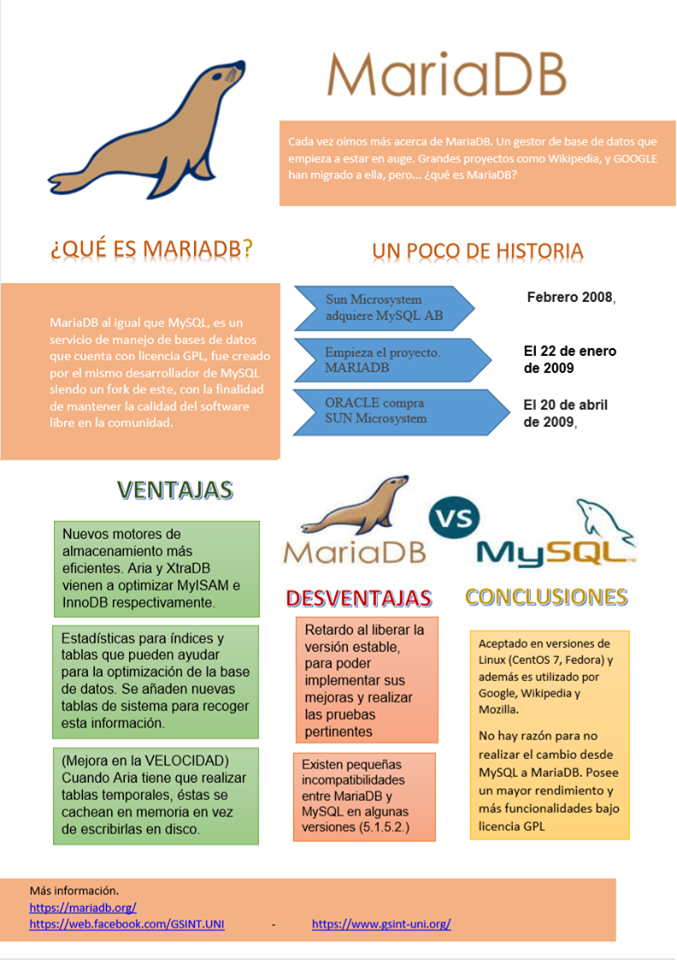 MariaDB
Cada vez oímos más acerca de MariaDB. Un gestor de base de datos que
empieza a estar en auge. Grandes proyectos como Wikipedia, y GOOGLE
han migrado a ella, pero... ¿qué es MariaDB?
¿QUÉ ES MARIADB?
MariaDB al igual que MySQL, es un
servicio de manejo de bases de datos
que cuenta con licencia GPL, fue creado
por el mismo desarrollador de MySQL
siendo un fork de este, con la finalidad
de mantener la calidad del software
libre en la comunidad.
UN POCO DE HISTORIA
Sun Microsystem
adquiere MySQL AB
Febrero 2008,
Empieza el proyecto.
MARIADB
El 22 de enero
de 2009
ORACLE compra
SUN Microsystem
El 20 de abril
de 2009,
VENTAJAS
Nuevos motores de
almacenamiento más
eficientes. Aria y XtraDB
vienen a optimizar MyISAM e
InnoDB respectivamente.
Estadísticas para índices y
tablas que pueden ayudar
para la optimización de la base
de datos. Se añaden nuevas
tablas de sistema para recoger
esta información.
(Mejora en la VELOCIDAD)
Cuando Aria tiene que realizar
tablas temporales, éstas se
cachean en memoria en vez
de escribirlas en disco.
MariaDB
VS
MySQL
DESVENTAJAS
Retardo al liberar la
versión estable,
para poder
implementar sus
mejoras y realizar
las pruebas
pertinentes
Existen pequeñas
incompatibilidades
entre MariaDB y
MySQL en algunas
versiones (5.1.5.2.)
CONCLUSIONES
Aceptado en versiones de
Linux (CentOS 7, Fedora) y
además es utilizado por
Google, Wikipedia y
Mozilla.
No hay razón para no
realizar el cambio desde
MySQL a MariaDB. Posee
un mayor rendimiento y
más funcionalidades bajo
licencia GPL
Más información.
https://mariadb.org/
https://web.facebook.com/GSINT.UNI - https://www.gsint-uni.org/